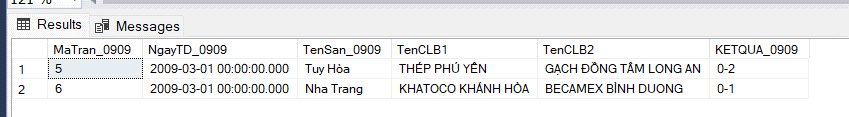 121 %
Results Messages
MaTran_0909 NgayTD_0909 TenSan_0909 TenCLB1 TenCLB2 KETQUA_0909
1 5 2009-03-01 00:00:00.000 Tuy Hòa THÉP PHÚ YÊN GẠCH ĐỒNG TÂM LONG AN 0-2
2 6 2009-03-01 00:00:00.000 Nha Trang KHATOCO KHÁNH HÒA BECAMEX BÌNH DUONG 0-1